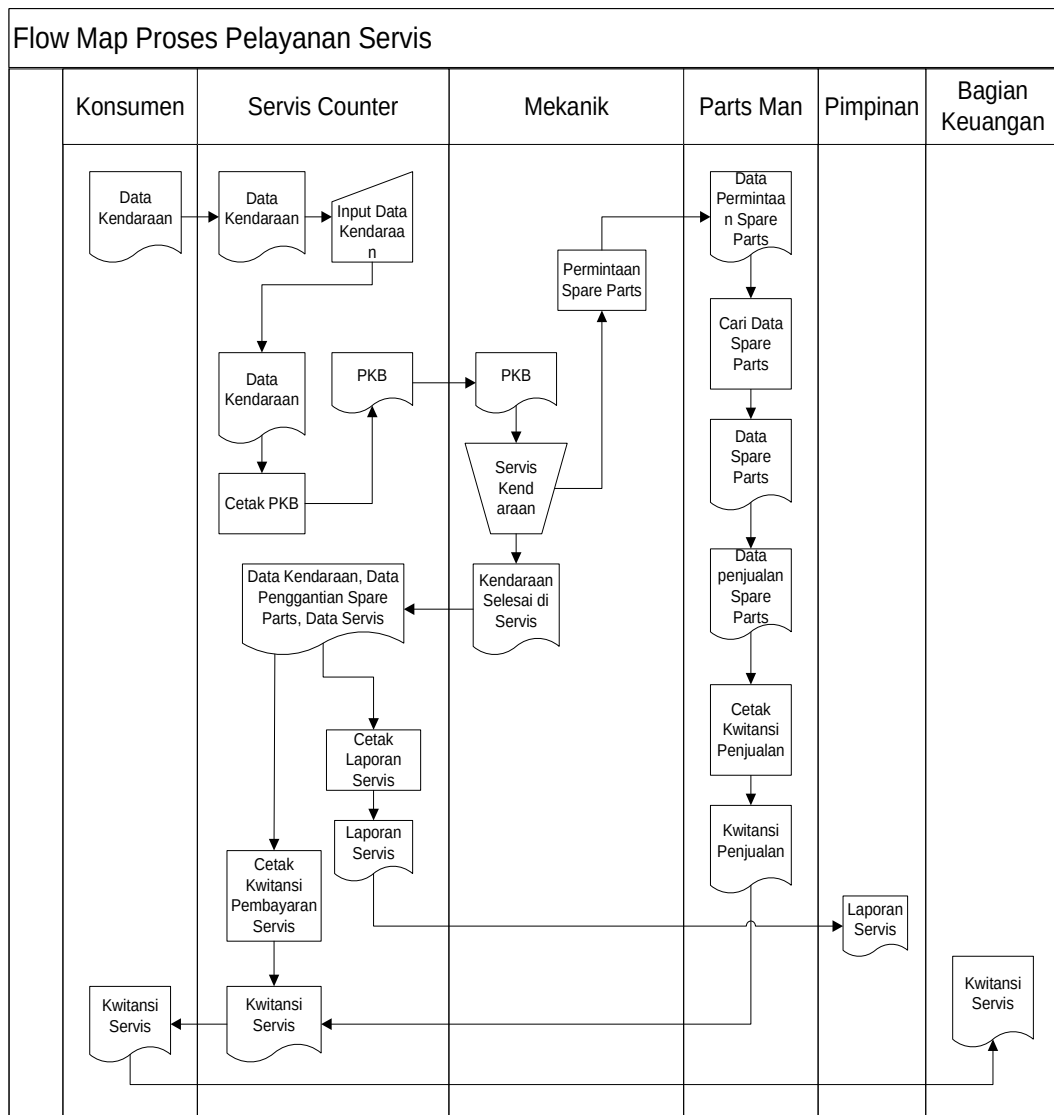 Flow Map Proses Pelayanan Servis
Konsumen
Servis Counter
Mekanik
Parts Man
Pimpinan
Bagian
Keuangan
Data
Kendaraan
Data
Kendaraan
Input Data
Kendaraa
n
Data
Permintaa
n Spare
Parts
Permintaan
Spare Parts
Cari Data
Spare
Parts
Data
Kendaraan
PKB
PKB
Data
Spare
Parts
Servis
Kend
araan
Cetak PKB
Data Kendaraan, Data
Penggantian Spare
Parts, Data Servis
Kendaraan
Selesai di
Servis
Data
penjualan
Spare
Parts
Cetak
Laporan
Servis
Cetak
Kwitansi
Penjualan
Laporan
Servis
Kwitansi
Penjualan
Cetak
Kwitansi
Pembayaran
Servis
Laporan
Servis
Kwitansi
Servis
Kwitansi
Servis
Kwitansi
Servis